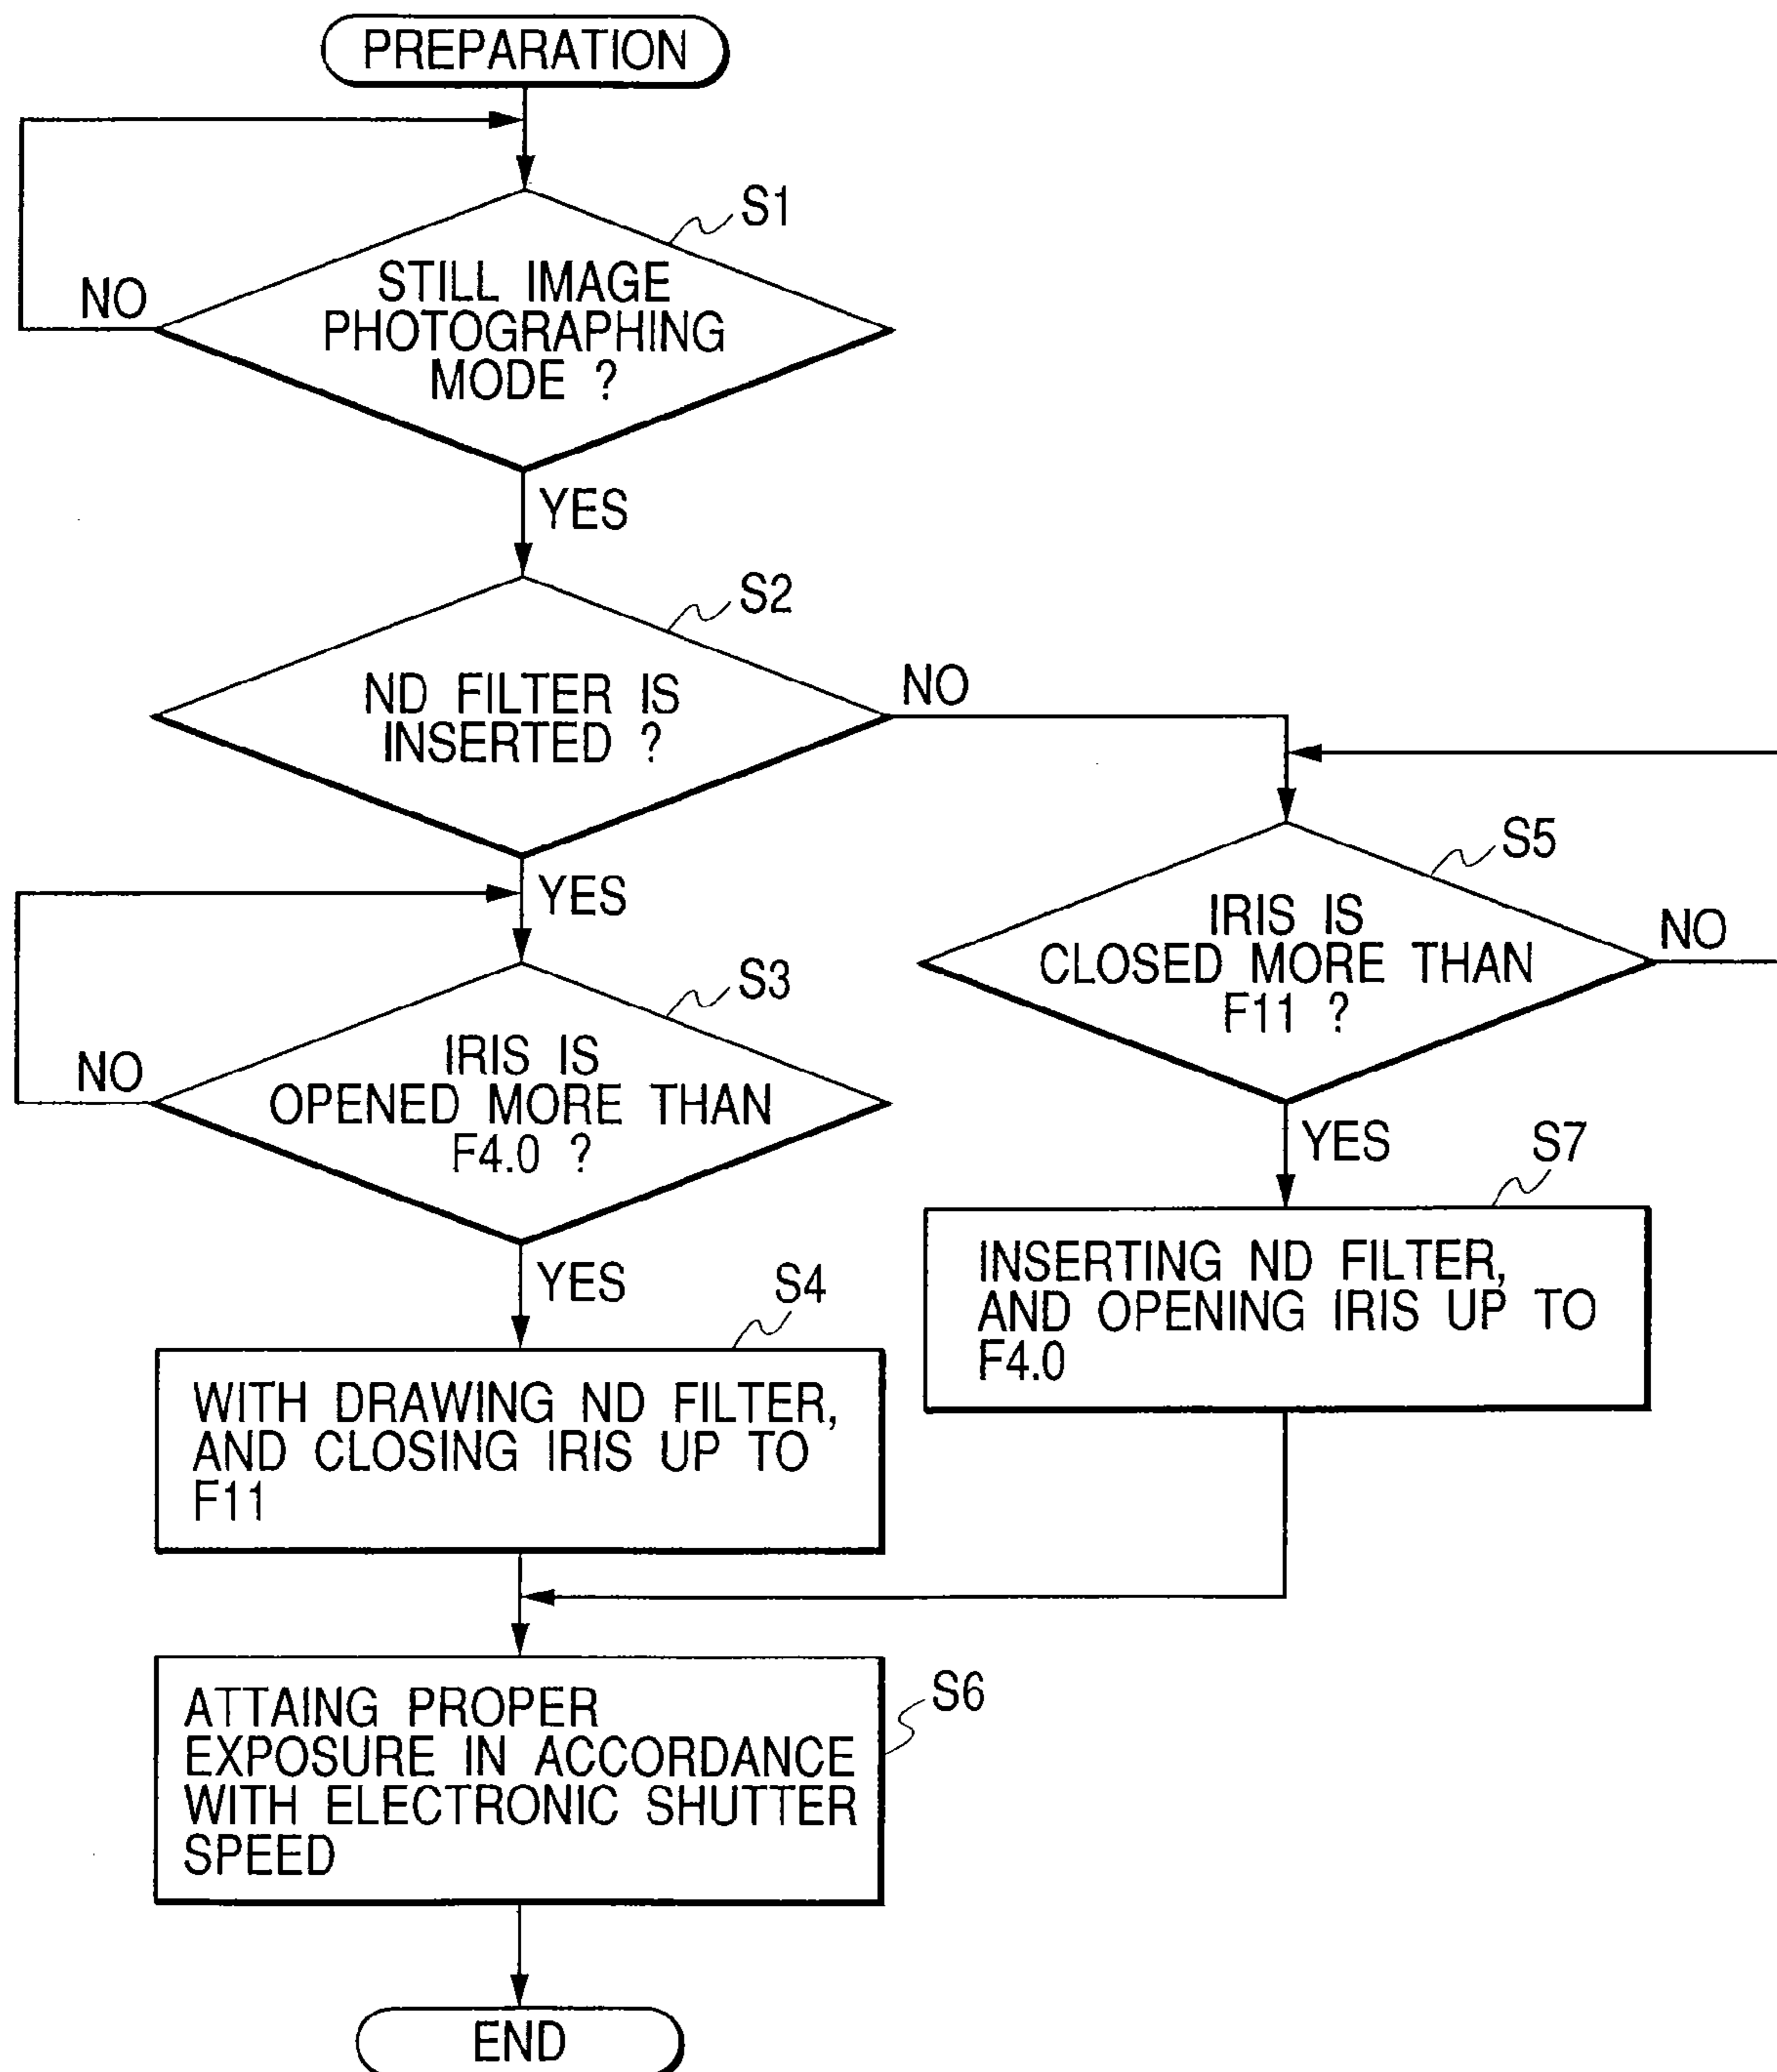 PREPARATION
S1
STILL IMAGE
PHOTOGRAPHING
MODE ?
NO
YES
S2
ND FILTER IS
INSERTED ?
NO
YES
S3
IRIS IS
OPENED MORE THAN
F4.0 ?
NO
YES
S4
WITH DRAWING ND FILTER,
AND CLOSING IRIS UP TO
F11
S5
IRIS IS
CLOSED MORE THAN
F11 ?
NO
YES
S7
INSERTING ND FILTER,
AND OPENING IRIS UP TO
F4.0
S6
ATTAING PROPER
EXPOSURE IN ACCORDANCE
WITH ELECTRONIC SHUTTER
SPEED
END